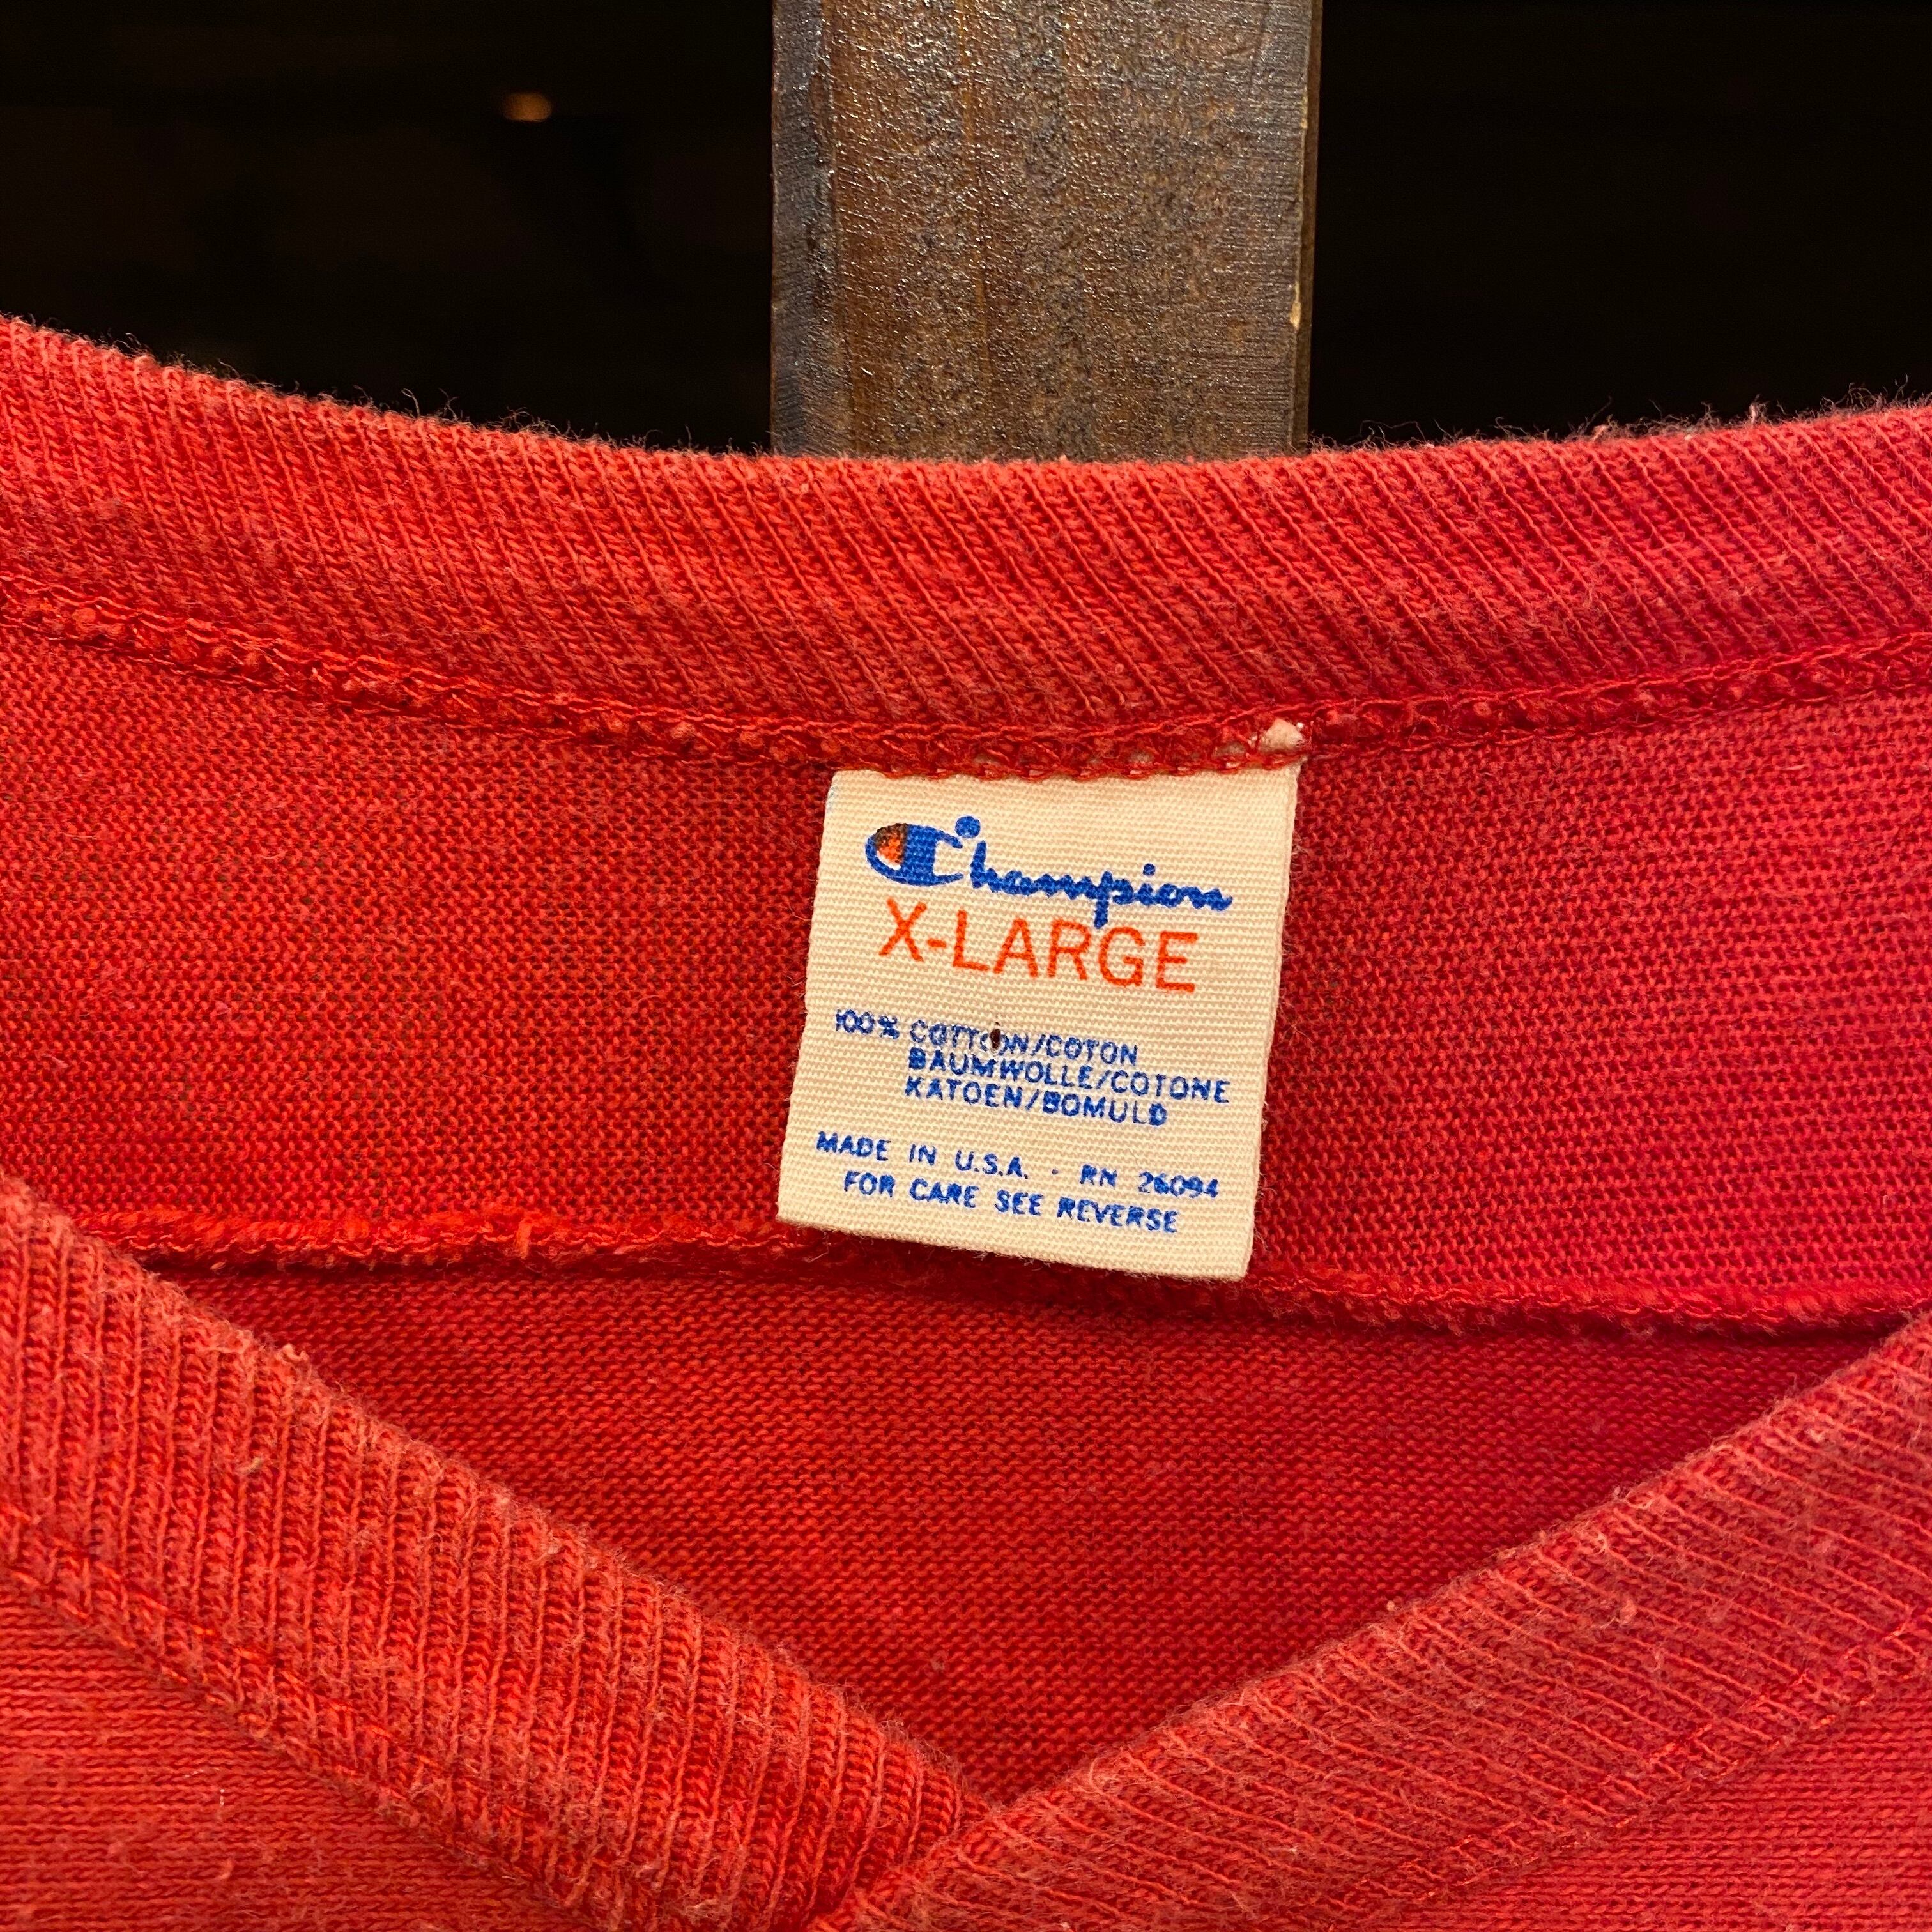 Champion
X-LARGE
100% COTTON/COTON
BAUMWOLLE/COTONE
KATOEN/BOMULD
MADE IN U.S.A. · RN 26094
FOR CARE SEE REVERSE